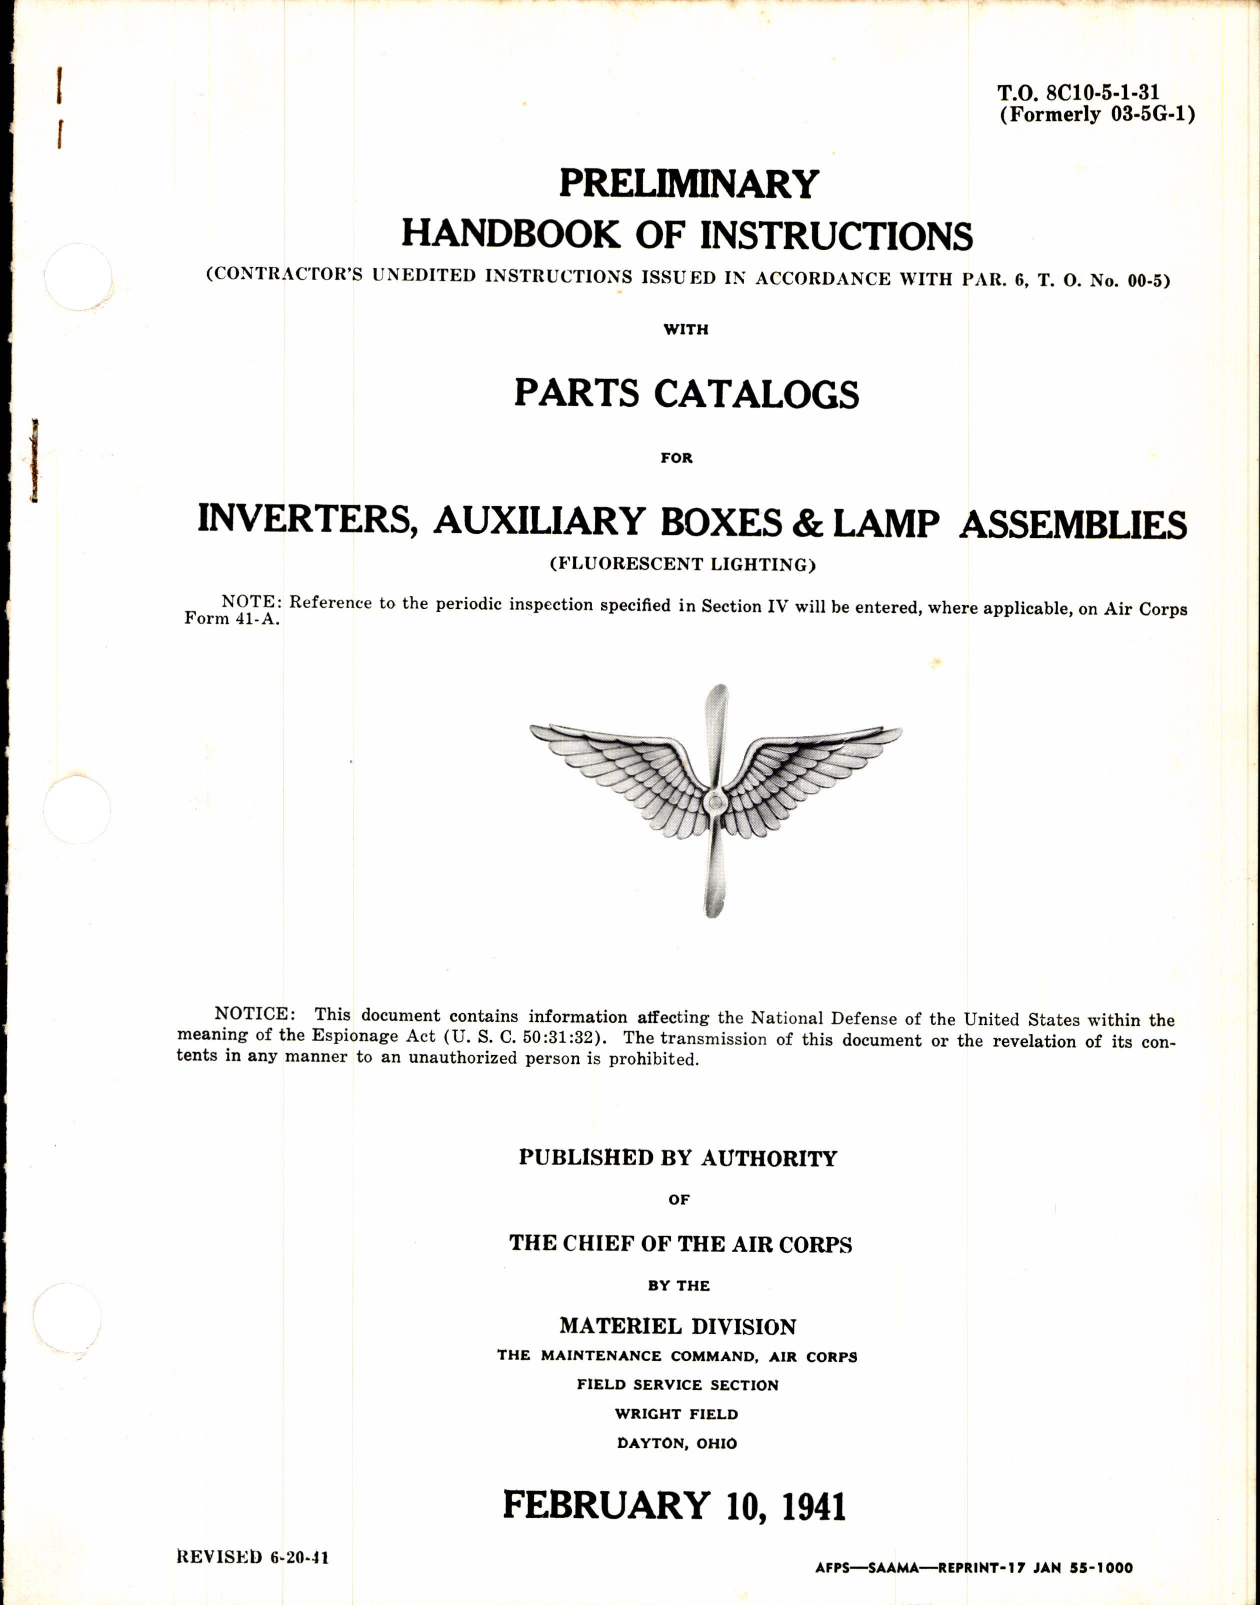 T.O. 8C10-5-1-31
(Formerly 03-5G-1)
PRELIMINARY
HANDBOOK OF INSTRUCTIONS
(CONTRACTOR'S UNEDITED INSTRUCTIONS ISSUED IN ACCORDANCE WITH PAR. 6, T. O. No. 00-5)
WITH
PARTS CATALOGS
FOR
INVERTERS, AUXILIARY BOXES & LAMP ASSEMBLIES
(FLUORESCENT LIGHTING)
NOTE: Reference to the periodic inspection specified in Section IV will be entered, where applicable, on Air Corps
Form 41-A.
NOTICE: This document contains information affecting the National Defense of the United States within the
meaning of the Espionage Act (U. S. C. 50:31:32). The transmission of this document or the revelation of its con-
tents in any manner to an unauthorized person is prohibited.
PUBLISHED BY AUTHORITY
OF
THE CHIEF OF THE AIR CORPS
BY THE
MATERIEL DIVISION
THE MAINTENANCE COMMAND, AIR CORPS
FIELD SERVICE SECTION
WRIGHT FIELD
DAYTON, OHIO
FEBRUARY 10, 1941
REVISED 6-20-41
AFPS—SAAMA—REPRINT-17 JAN 55-1000